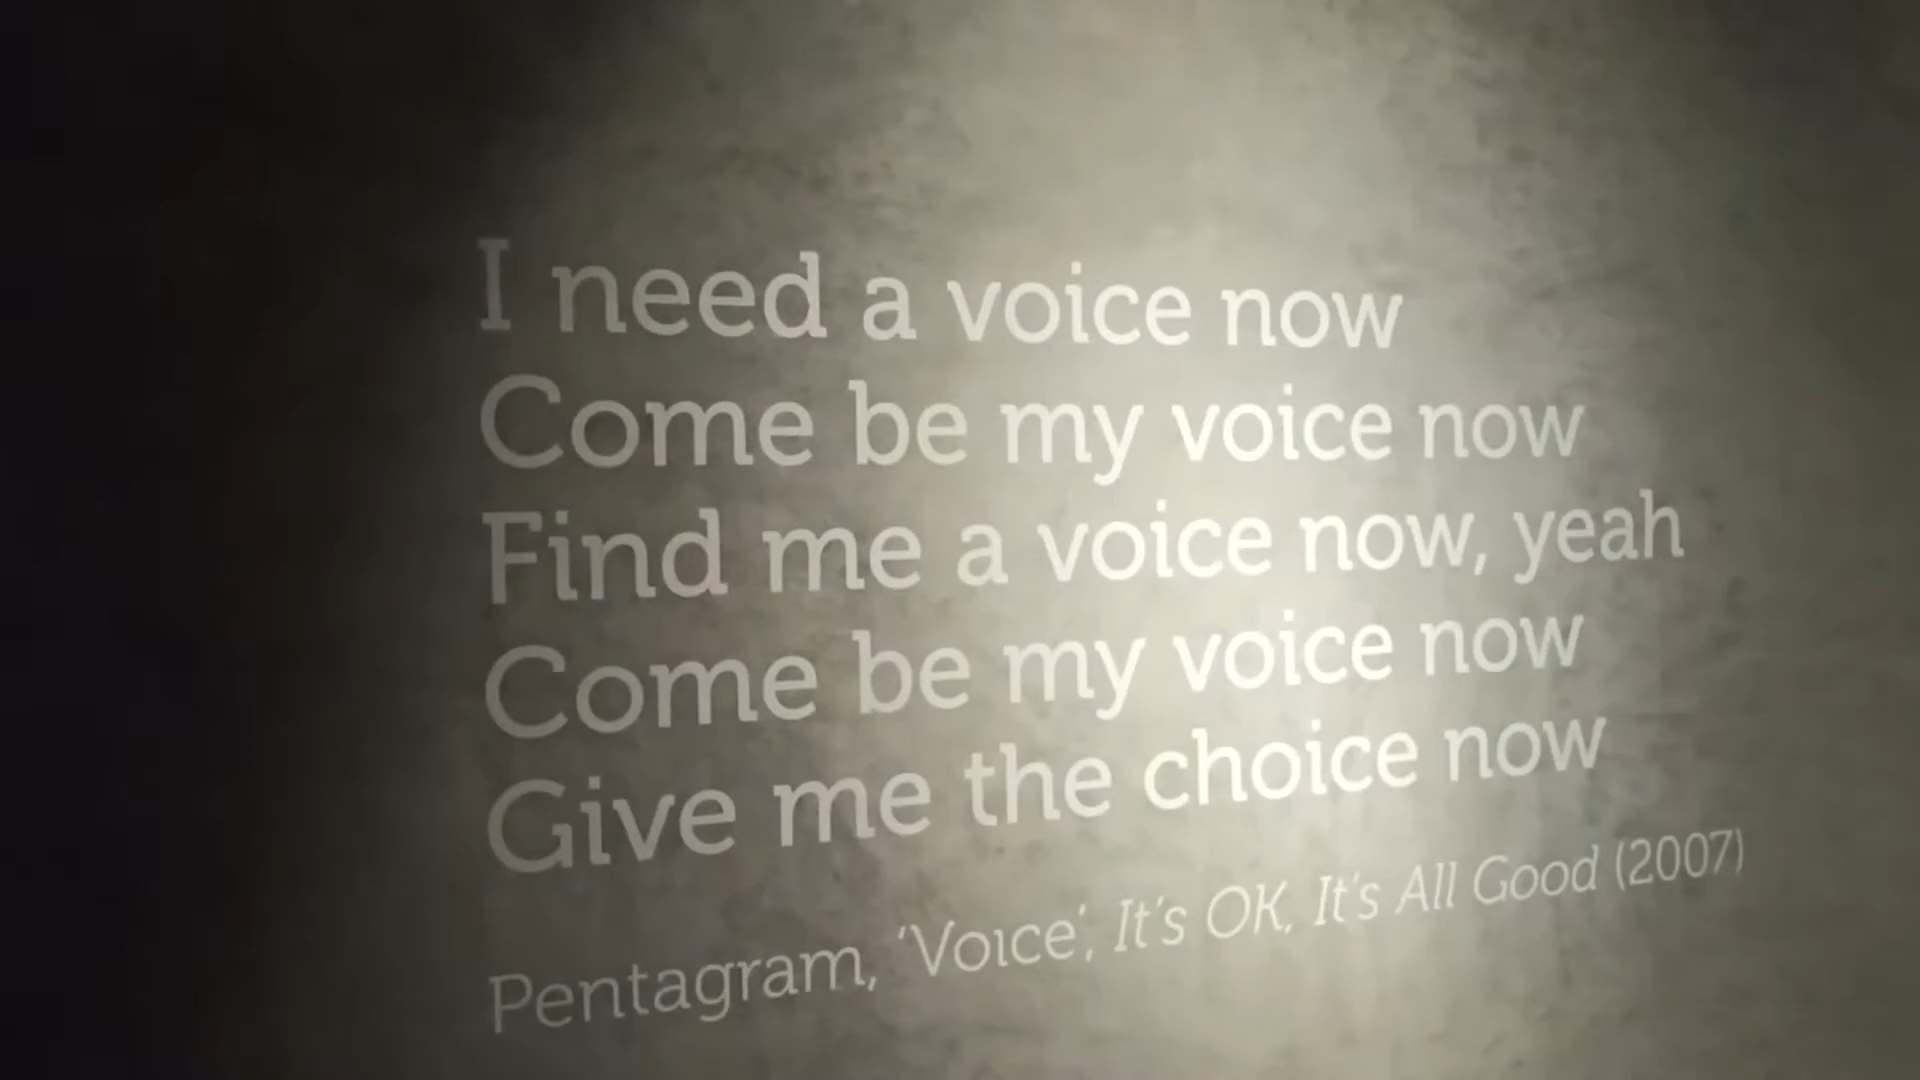 I need a voice now
Come be my voice now
Find me a voice now, yeah
Come be my voice now
Give me the choice now
Pentagram, ‘Voice’, It’s OK, It’s All Good (2007)